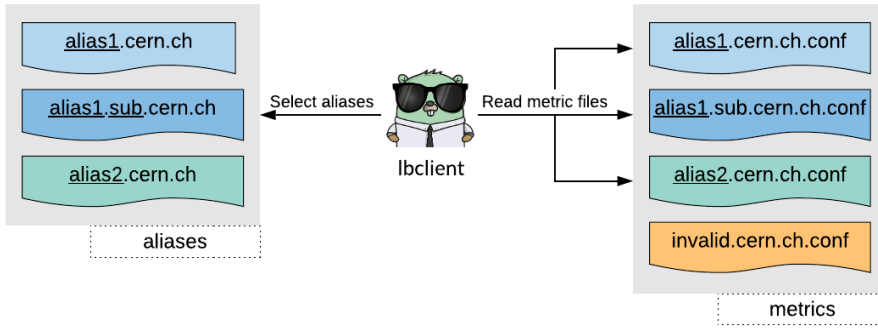 alias1.cern.ch
alias1.sub.cern.ch
alias2.cern.ch
aliases
Select aliases
lbclient
Read metric files
alias1.cern.ch.conf
alias1.sub.cern.ch.conf
alias2.cern.ch.conf
invalid.cern.ch.conf
metrics